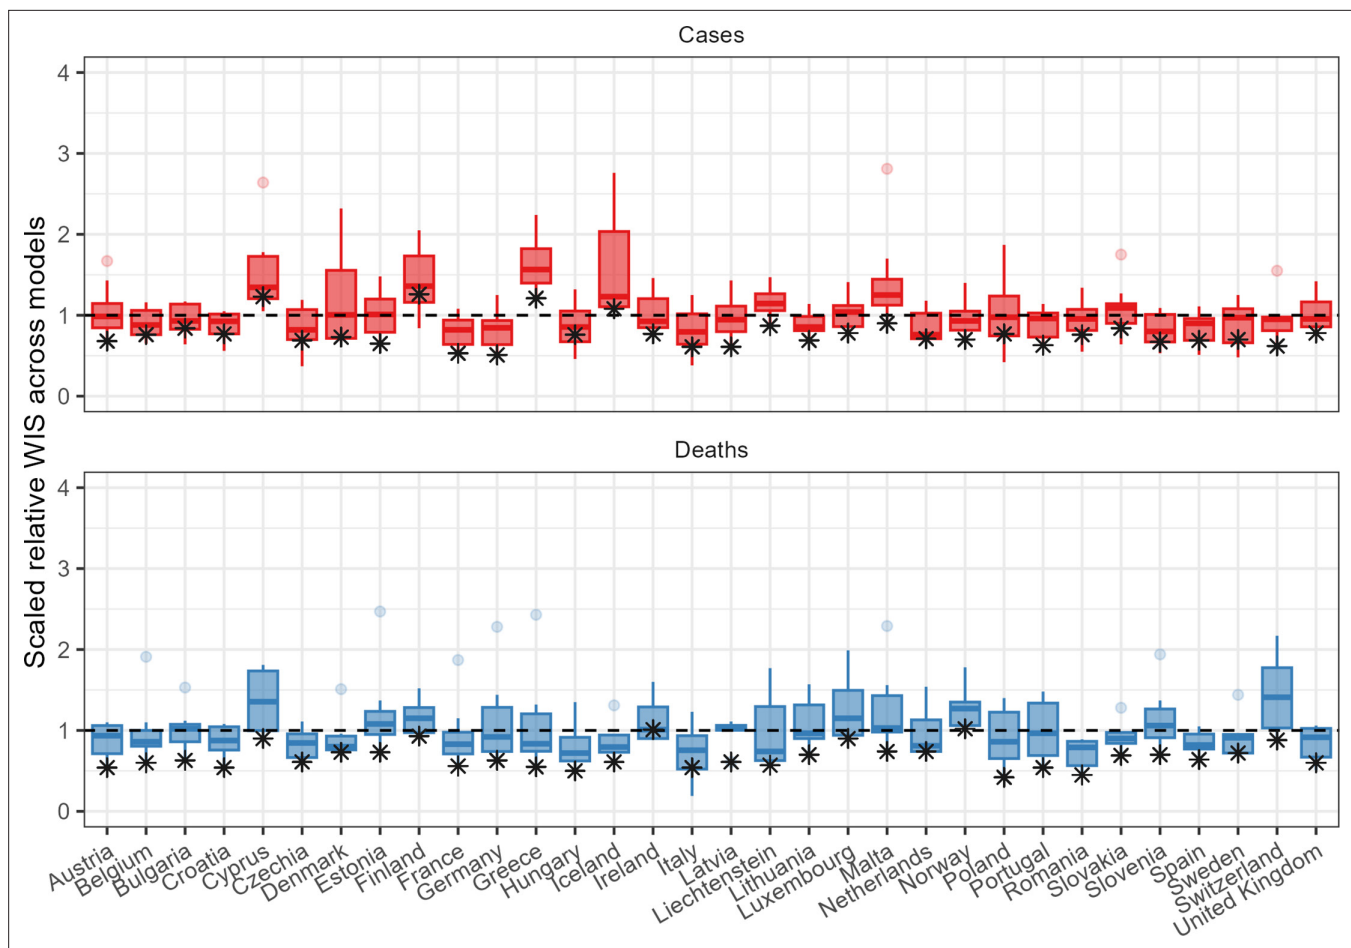 Cases
4
3
2
1
0
Scaled relative WIS across models
Deaths
4
3
2
1
0
Austria
Belgium
Bulgaria
Croatia
Cyprus
Czechia
Denmark
Estonia
Finland
France
Germany
Greece
Hungary
Iceland
Ireland
Italy
Latvia
Liechtenstein
Lithuania
Luxembourg
Malta
Netherlands
Norway
Poland
Portugal
Romania
Slovakia
Slovenia
Spain
Sweden
Switzerland
United Kingdom